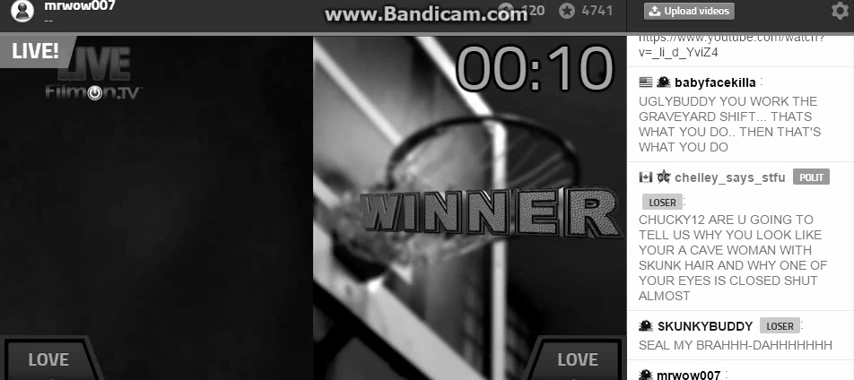 mrwow007
--
www.Bandicam.com
120
4741
Upload videos
LIVE!
LIVE
FilmOn.TV
00:10
WINNER
LOVE
LOVE
https://www.youtube.com/watch?
v=_Ii_d_YviZ4
babyfacekilla :
UGLYBUDDY YOU WORK THE
GRAVEYARD SHIFT... THATS
WHAT YOU DO.. THEN THAT'S
WHAT YOU DO
chelley_says_stfu POLIT
LOSER :
CHUCKY12 ARE U GOING TO
TELL US WHY YOU LOOK LIKE
YOUR A CAVE WOMAN WITH
SKUNK HAIR AND WHY ONE OF
YOUR EYES IS CLOSED SHUT
ALMOST
SKUNKYBUDDY LOSER :
SEAL MY BRAHHH-DAHHHHHHH
mrwow007 :